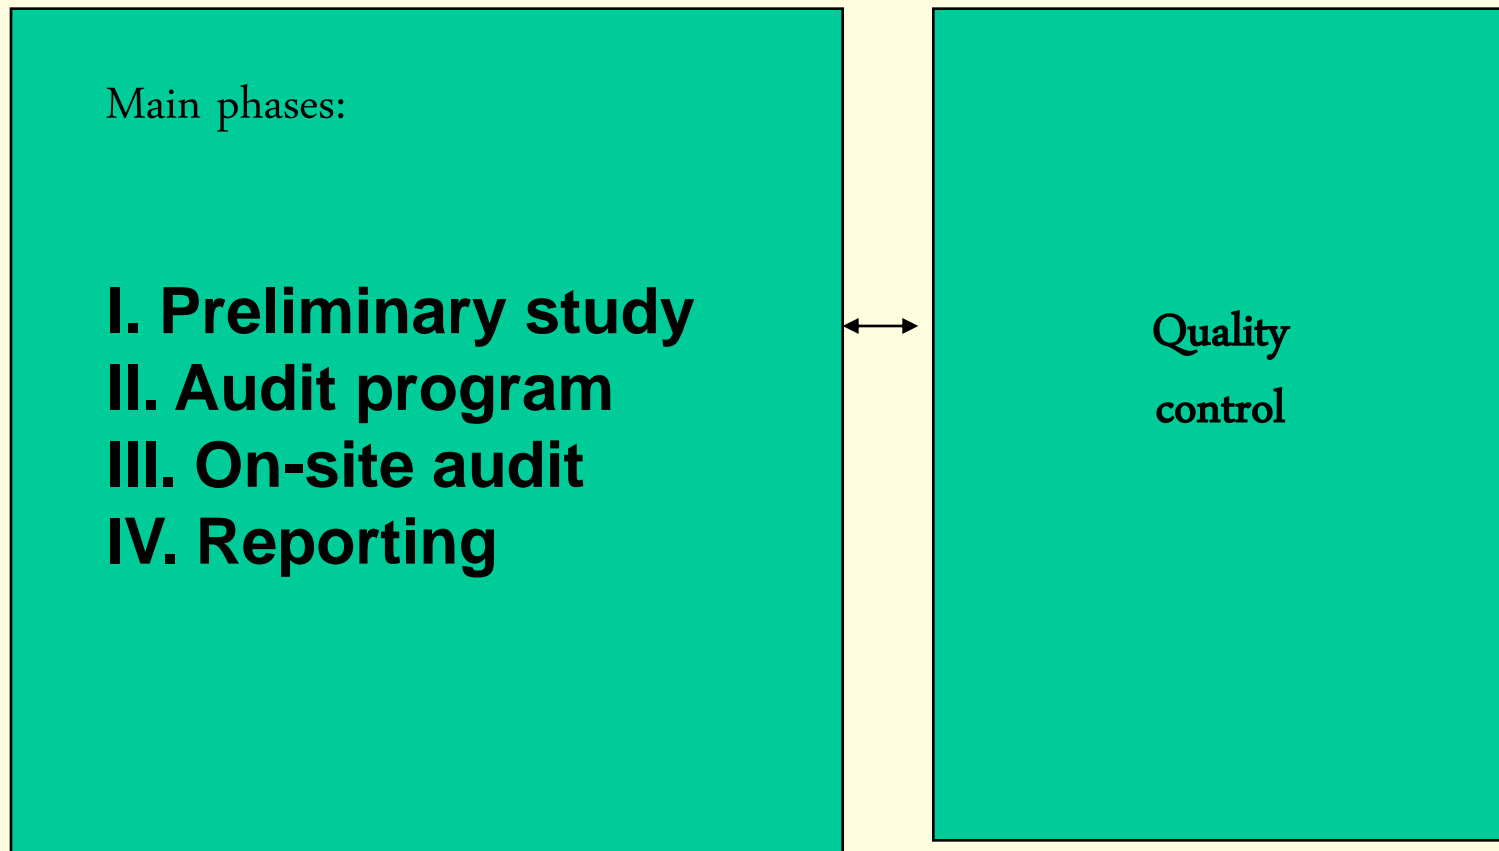 Main phases:
I. Preliminary study
II. Audit program
III. On-site audit
IV. Reporting
Quality
control